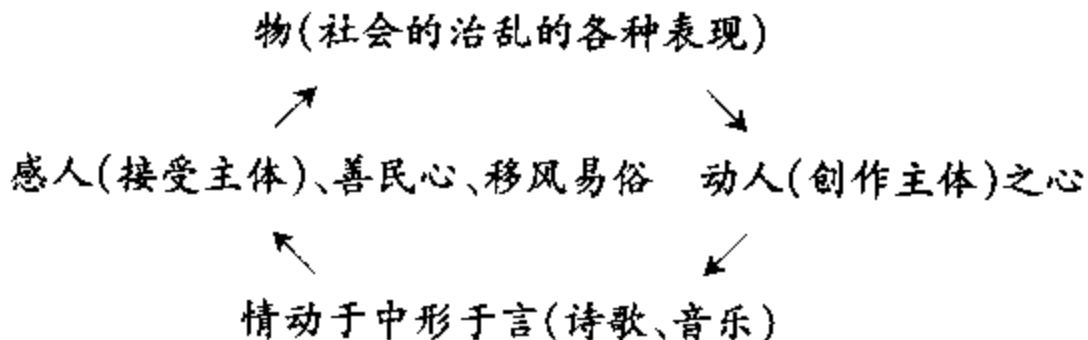 物(社会的治乱的各种表现)
感人(接受主体)、善民心、移风易俗 动人(创作主体)之心
情动于中形于言(诗歌、音乐)